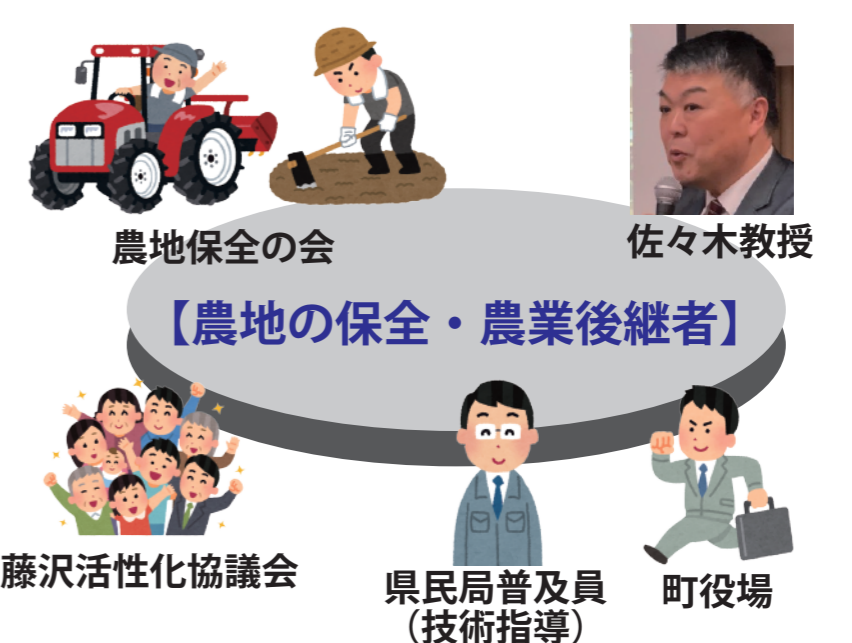 農地保全の会
佐々木教授
【農地の保全・農業後継者】
藤沢活性化協議会
県民局普及員
（技術指導）
町役場